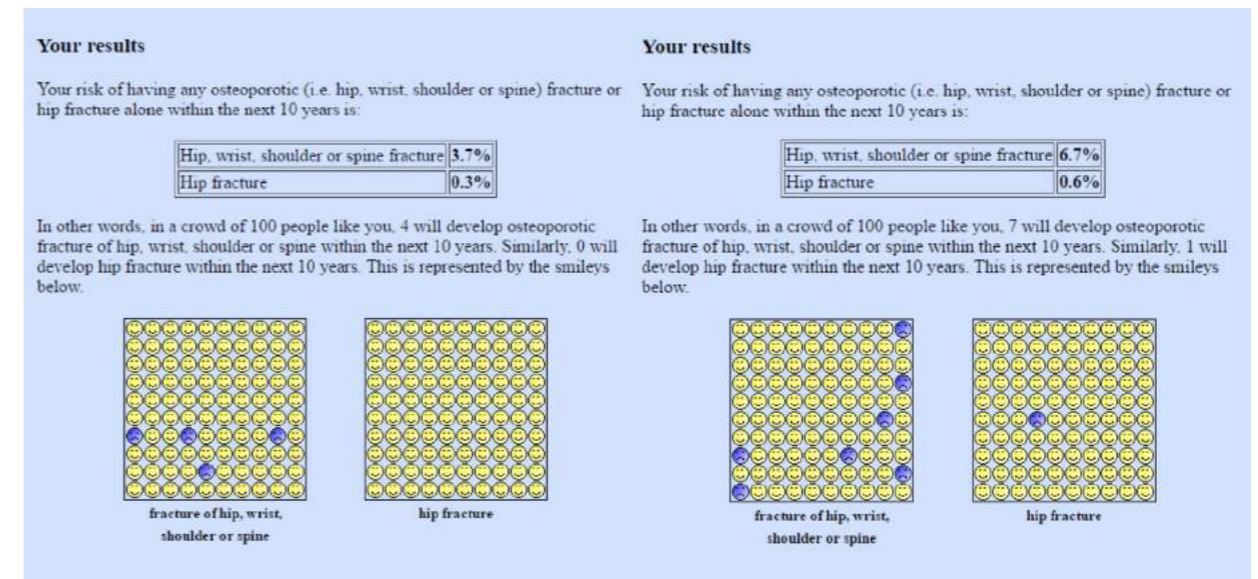 Your results
Your risk of having any osteoporotic (i.e. hip, wrist, shoulder or spine) fracture or
hip fracture alone within the next 10 years is:
Hip, wrist, shoulder or spine fracture 3.7%
Hip fracture 0.3%
In other words, in a crowd of 100 people like you, 4 will develop osteoporotic
fracture of hip, wrist, shoulder or spine within the next 10 years. Similarly, 0 will
develop hip fracture within the next 10 years. This is represented by the smileys
below.
fracture of hip, wrist,
shoulder or spine
hip fracture
Your results
Your risk of having any osteoporotic (i.e. hip, wrist, shoulder or spine) fracture or
hip fracture alone within the next 10 years is:
Hip, wrist, shoulder or spine fracture 6.7%
Hip fracture 0.6%
In other words, in a crowd of 100 people like you, 7 will develop osteoporotic
fracture of hip, wrist, shoulder or spine within the next 10 years. Similarly, 1 will
develop hip fracture within the next 10 years. This is represented by the smileys
below.
fracture of hip, wrist,
shoulder or spine
hip fracture